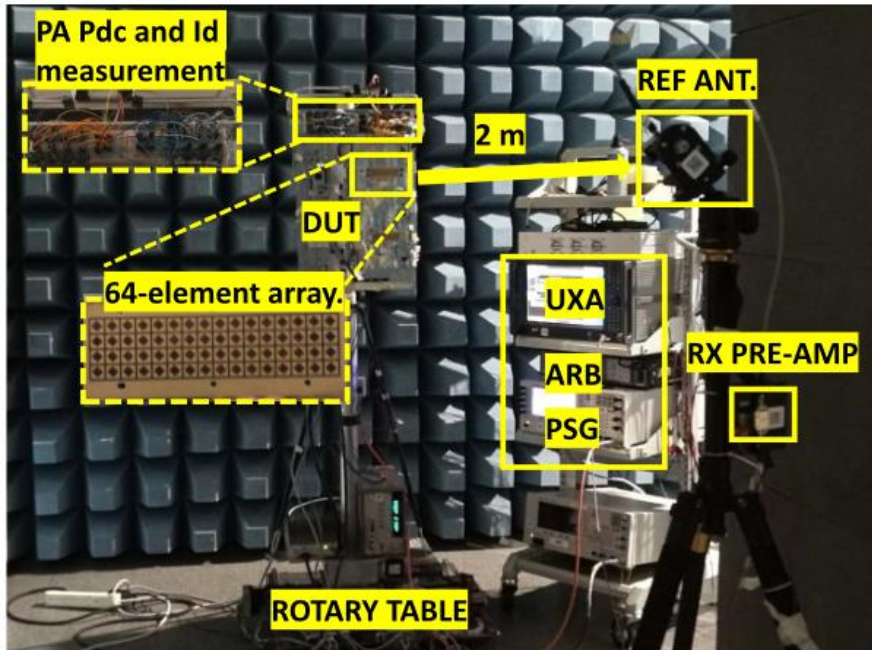 PA Pdc and Id
measurement
REF ANT.
2 m
DUT
64-element array.
UXA
RX PRE-AMP
ARB
PSG
ROTARY TABLE